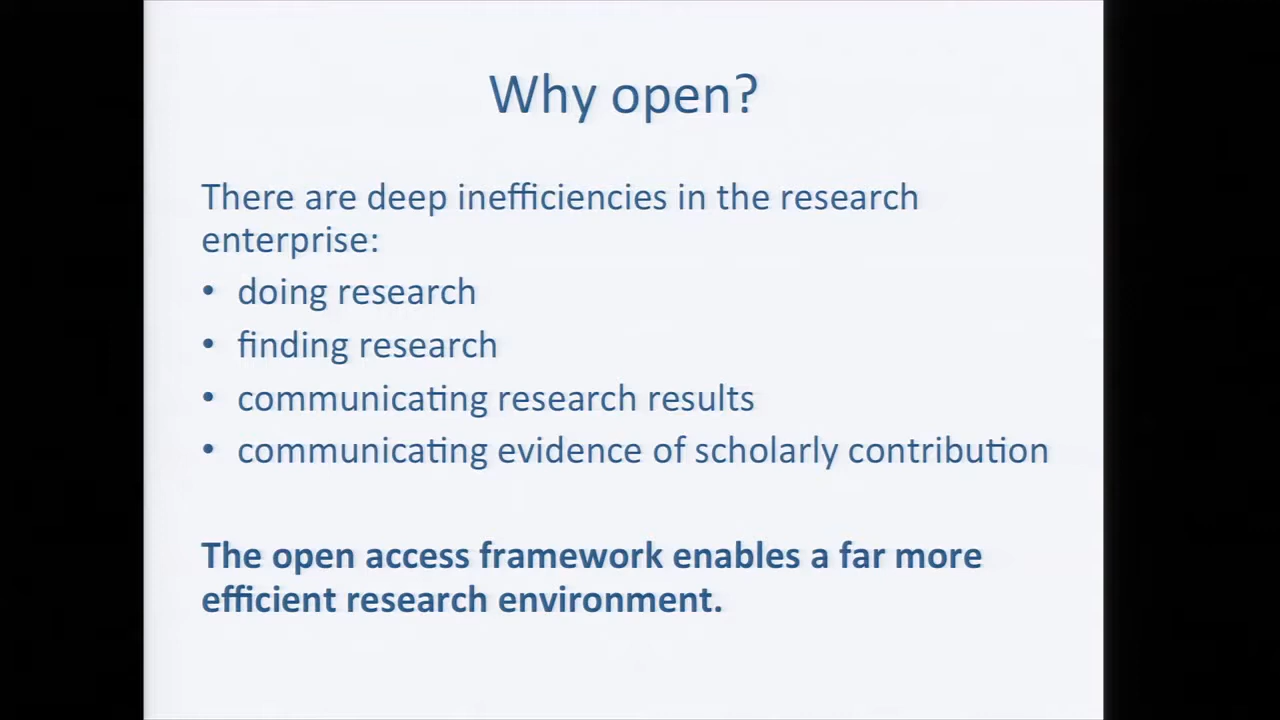 Why open?
There are deep inefficiencies in the research
enterprise:
• doing research
• finding research
• communicating research results
• communicating evidence of scholarly contribution
The open access framework enables a far more
efficient research environment.